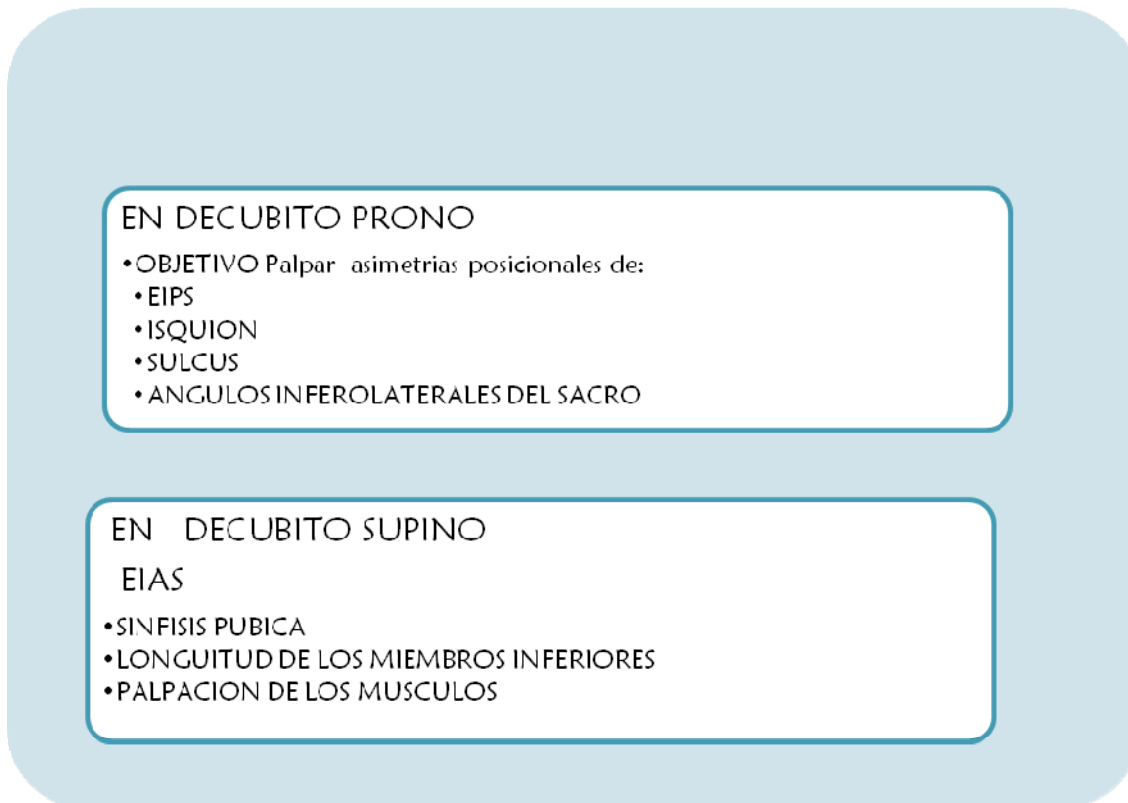 EN DECUBITO PRONO
•OBJETIVO Palpar asimetrias posicionales de:
•EIPS
•ISQUION
•SULCUS
•ANGULOS INFEROLATERALES DEL SACRO
EN DECUBITO SUPINO
EIAS
•SINFISIS PUBICA
•LONGUITUD DE LOS MIEMBROS INFERIORES
•PALPACION DE LOS MUSCULOS